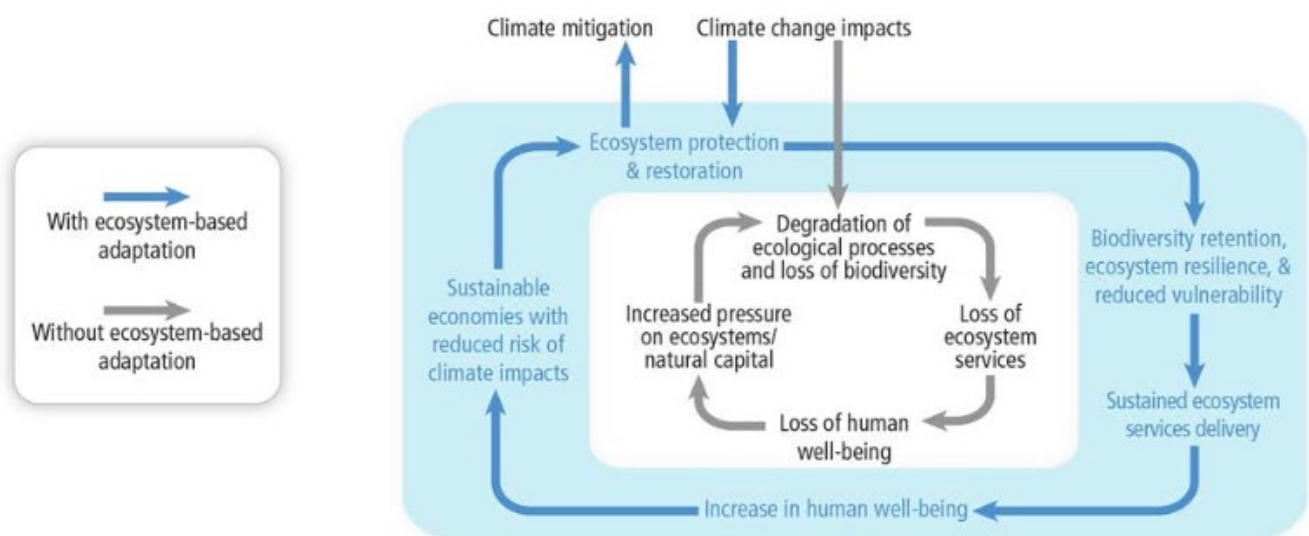 Climate mitigation
Climate change impacts
With ecosystem-based
adaptation
Without ecosystem-based
adaptation
Ecosystem protection
& restoration
Biodiversity retention,
ecosystem resilience, &
reduced vulnerability
Sustained ecosystem
services delivery
Increase in human well-being
Sustainable
economies with
reduced risk of
climate impacts
Degradation of
ecological processes
and loss of biodiversity
Loss of
ecosystem
services
Loss of human
well-being
Increased pressure
on ecosystems/
natural capital